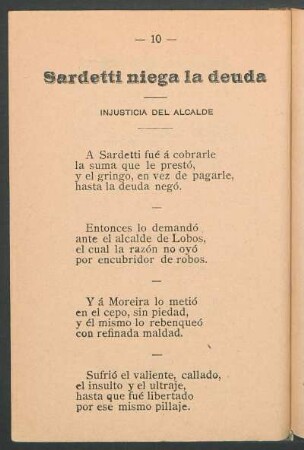 — 10 —
Sardetti niega la deuda
INJUSTICIA DEL ALCALDE
A Sardetti fué á cobrarle
la suma que le prestó,
y el gringo, en vez de pagarle,
hasta la deuda negó.
—
Entonces lo demandó
ante el alcalde de Lobos,
el cual la razón no oyó
por encubridor de robos.
—
Y á Moreira lo metió
en el cepo, sin piedad,
y él mismo lo rebenqueó
con refinada maldad.
—
Sufrió el valiente, callado,
el insulto y el ultraje,
hasta que fué libertado
por ese mismo pillaje.